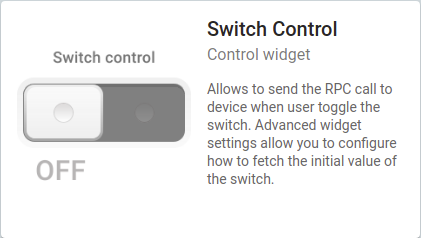 Switch control
OFF
Switch Control
Control widget
Allows to send the RPC call to
device when user toggle the
switch. Advanced widget
settings allow you to configure
how to fetch the initial value of
the switch.